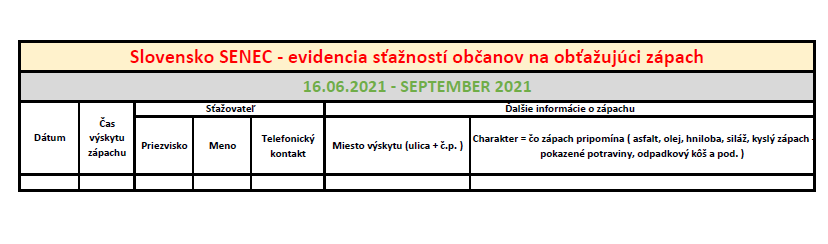 Slovensko SENEC - evidencia sťažností občanov na obťažujúci zápach
16.06.2021 - SEPTEMBER 2021
Sťažovateľ
Ďalšie informácie o zápachu
Dátum
Čas
výskytu
zápachu
Priezvisko
Meno
Telefonický
kontakt
Miesto výskytu (ulica + č.p. )
Charakter = čo zápach pripomína ( asfalt, olej, hniloba, siláž, kyslý zápach -
pokazené potraviny, odpadkový kôš a pod. )